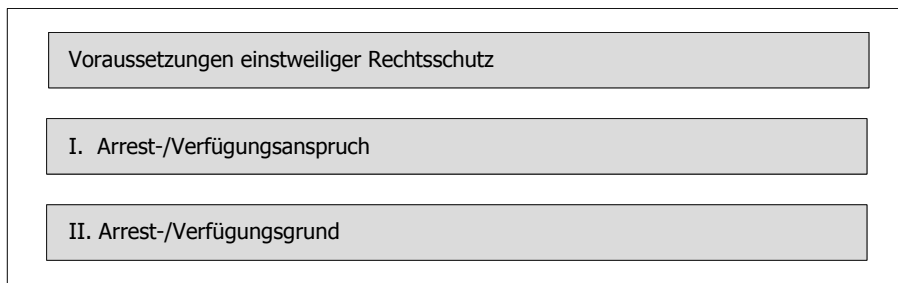 Voraussetzungen einstweiliger Rechtsschutz
I. Arrest-/Verfügungsanspruch
II. Arrest-/Verfügungsgrund